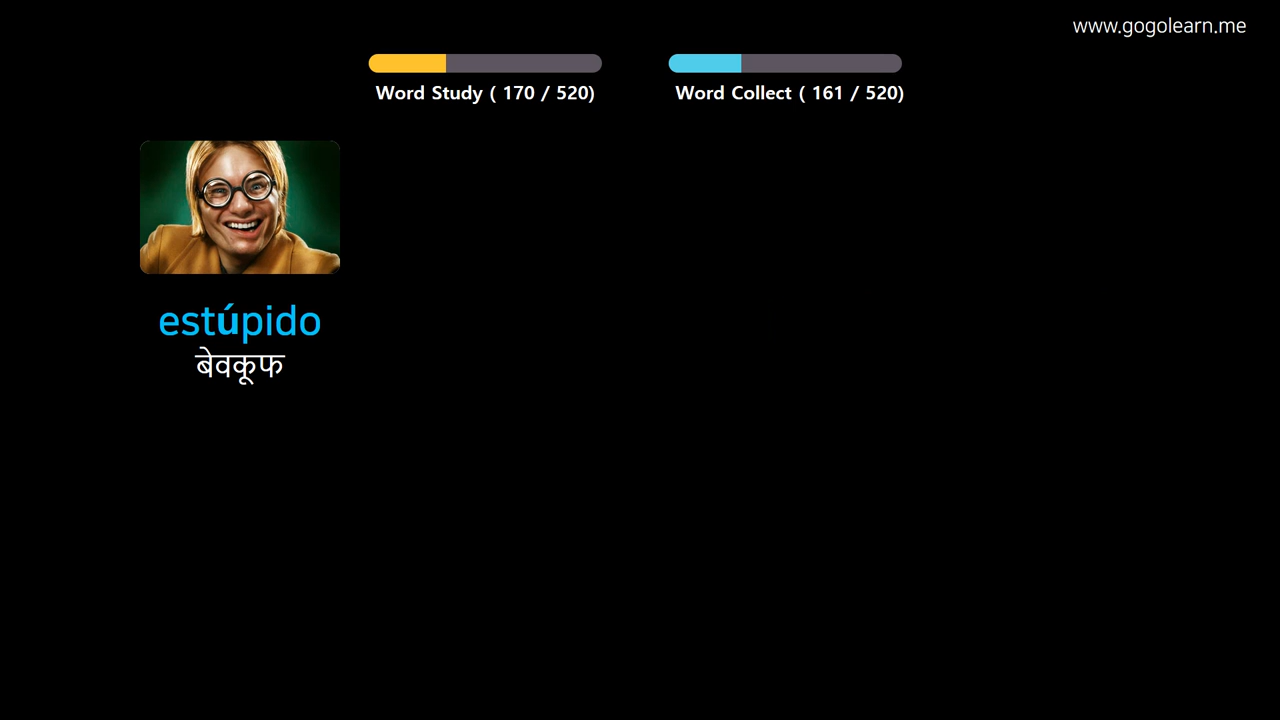 www.gogolearn.me
Word Study ( 170 / 520)
Word Collect ( 161 / 520)
estúpido
बेवकूफ